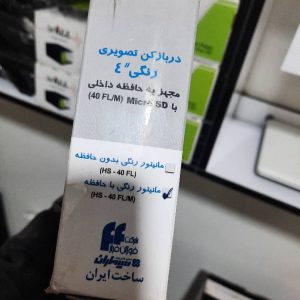 دربازکن تصویری
رنگی "٤
مجهز به حافظه داخلی
با Micro SD (40 FL/M)
مانیتور رنگی بدون حافظه
(HS - 40 FL)
مانیتور رنگی با حافظه
(HS - 40 FL/M)
ساخت ایران